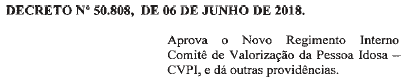 DECRETO Nº 50.808, DE 06 DE JUNHO DE 2018.
Aprova o Novo Regimento Interno
Comitê de Valorização da Pessoa Idosa –
CVPI, e dá outras providências.